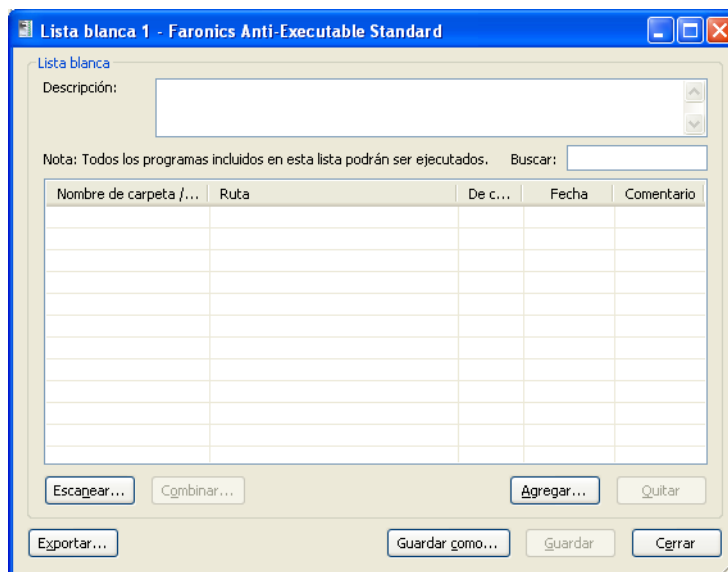 Lista blanca 1 - Faronics Anti-Executable Standard
Lista blanca
Descripción:
Nota: Todos los programas incluidos en esta lista podrán ser ejecutados. Buscar:
Nombre de carpeta /... Ruta De c... Fecha Comentario
Escanear... Combinar... Agregar... Quitar
Exportar... Guardar como... Guardar Cerrar